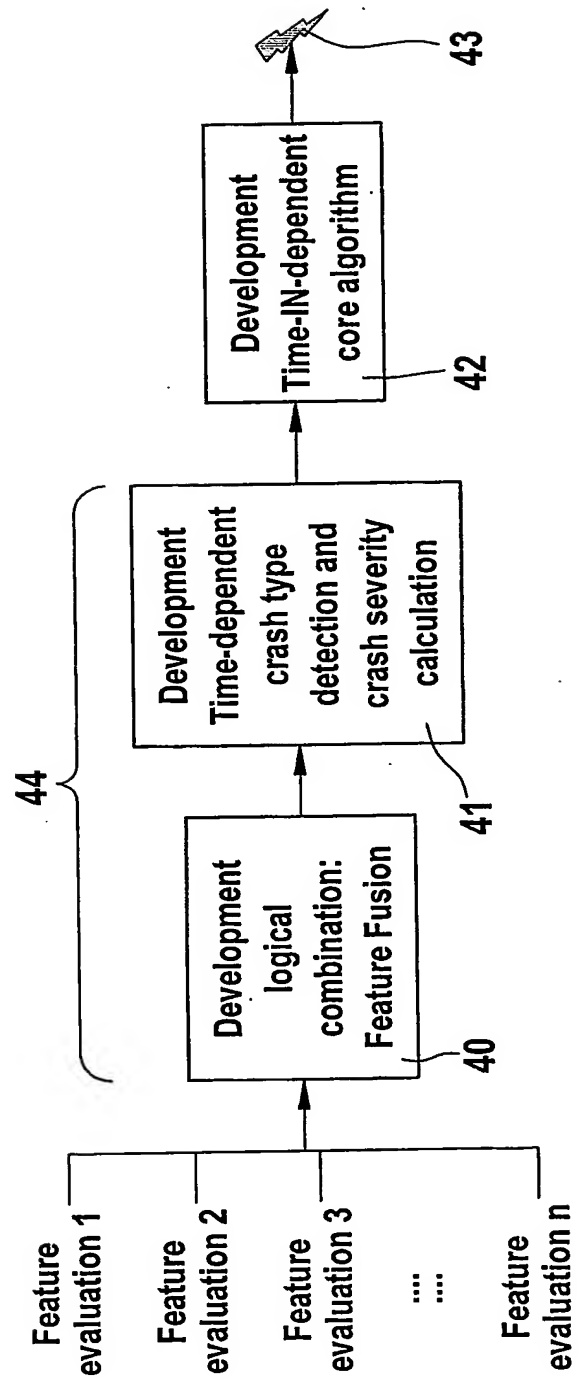 Feature
evaluation 1
Feature
evaluation 2
Feature
evaluation 3
....
....
Feature
evaluation n
44
Development
logical
combination:
Feature Fusion
40
Development
Time-dependent
crash type
detection and
crash severity
calculation
41
Development
Time-IN-dependent
core algorithm
42
43